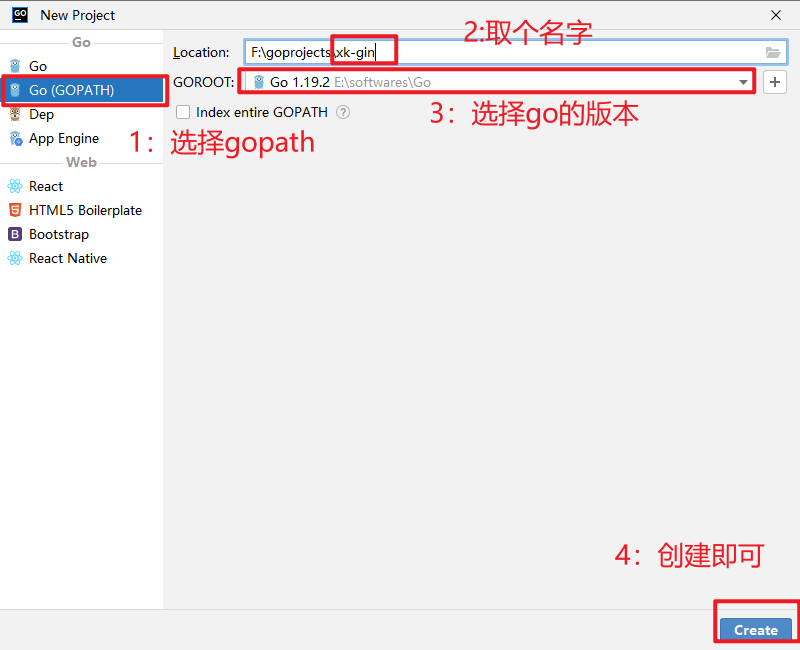 GO New Project
2:取个名字
Go
Location: F:\goprojects\xk-gin
Go
GOROOT: Go 1.19.2 E:\softwares\Go
Go (GOPATH)
Index entire GOPATH ?
3：选择go的版本
Dep
App Engine
1：选择gopath
Web
React
5 HTML5 Boilerplate
B Bootstrap
React Native
4：创建即可
Create